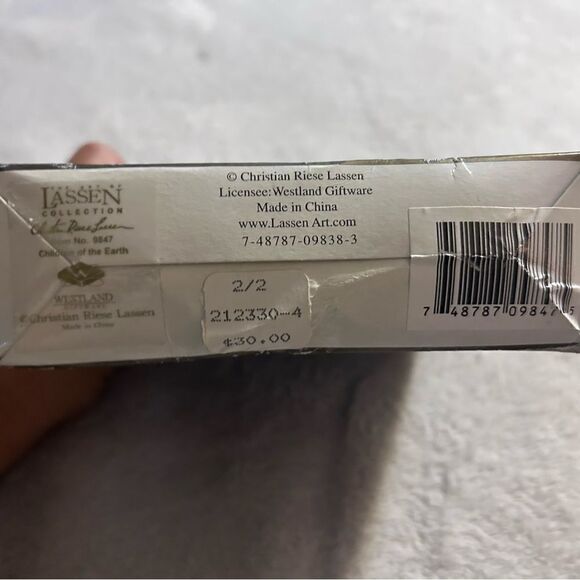 LASSEN
COLLECTION
No. 9847
Children of the Earth
WESTLAND
©Christian Riese Lassen
Made in China
© Christian Riese Lassen
Licensee: Westland Giftware
Made in China
www.Lassen Art.com
7-48787-09838-3
2/2
212330-4
$30.00
7 48787 09847 5